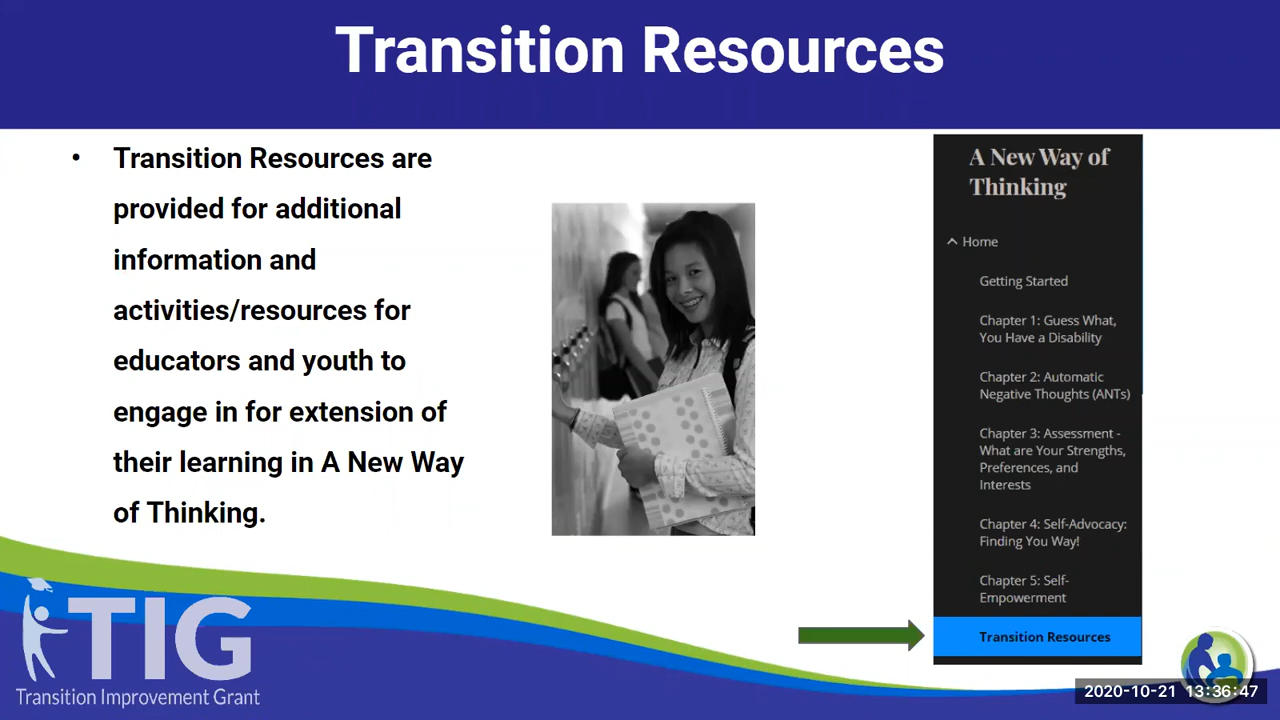 Transition Resources
• Transition Resources are
provided for additional
information and
activities/resources for
educators and youth to
engage in for extension of
their learning in A New Way
of Thinking.
A New Way of
Thinking
Home
Getting Started
Chapter 1: Guess What,
You Have a Disability
Chapter 2: Automatic
Negative Thoughts (ANTs)
Chapter 3: Assessment -
What are Your Strengths,
Preferences, and
Interests
Chapter 4: Self-Advocacy:
Finding You Way!
Chapter 5: Self-
Empowerment
Transition Resources
TIG
Transition Improvement Grant
2020-10-21 13:36:47